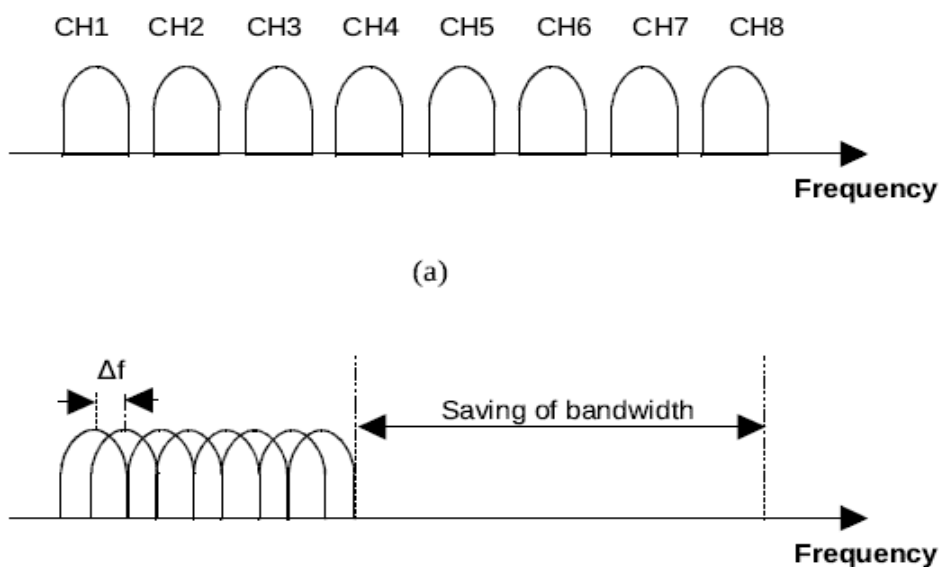 CH1 CH2 CH3 CH4 CH5 CH6 CH7 CH8
Frequency
(a)
Δf
Saving of bandwidth
Frequency